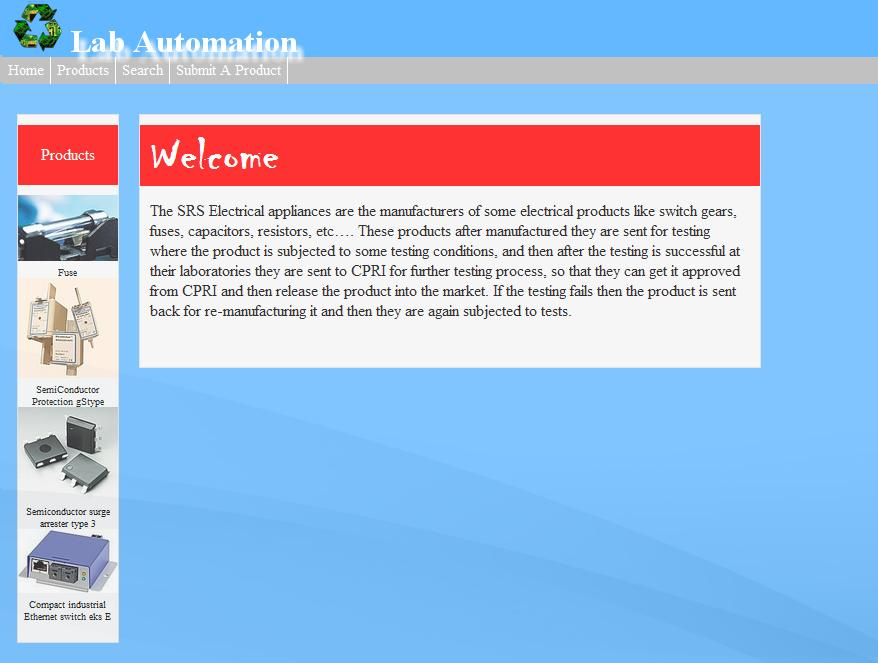 Lab Automation
Home Products Search Submit A Product
Products
Fuse
SemiConductor
Protection gStype
Semiconductor surge
arrester type 3
Compact industrial
Ethernet switch eks E
Welcome
The SRS Electrical appliances are the manufacturers of some electrical products like switch gears,
fuses, capacitors, resistors, etc…. These products after manufactured they are sent for testing
where the product is subjected to some testing conditions, and then after the testing is successful at
their laboratories they are sent to CPRI for further testing process, so that they can get it approved
from CPRI and then release the product into the market. If the testing fails then the product is sent
back for re-manufacturing it and then they are again subjected to tests.